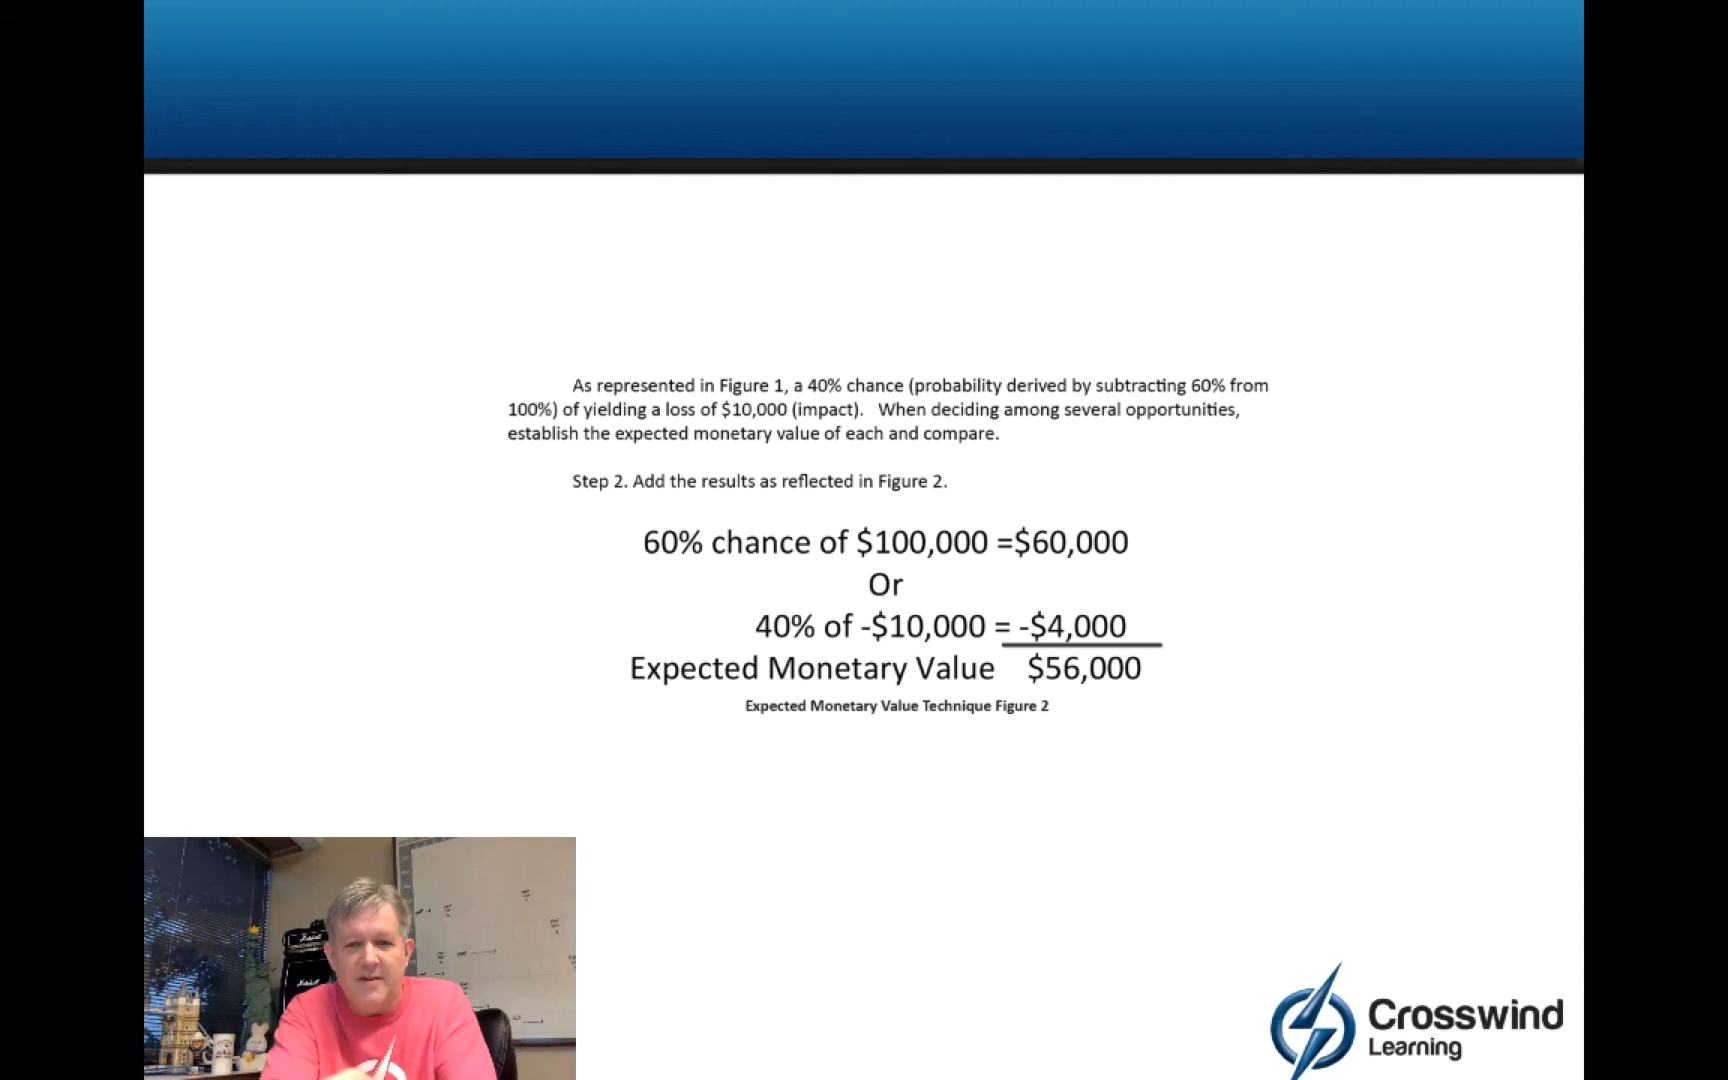 As represented in Figure 1, a 40% chance (probability derived by subtracting 60% from
100%) of yielding a loss of $10,000 (impact).   When deciding among several opportunities,
establish the expected monetary value of each and compare.
Step 2. Add the results as reflected in Figure 2.
60% chance of $100,000 =$60,000
Or
40% of -$10,000 = -$4,000
Expected Monetary Value $56,000
Expected Monetary Value Technique Figure 2
Marshall
Marshall
Crosswind
Learning